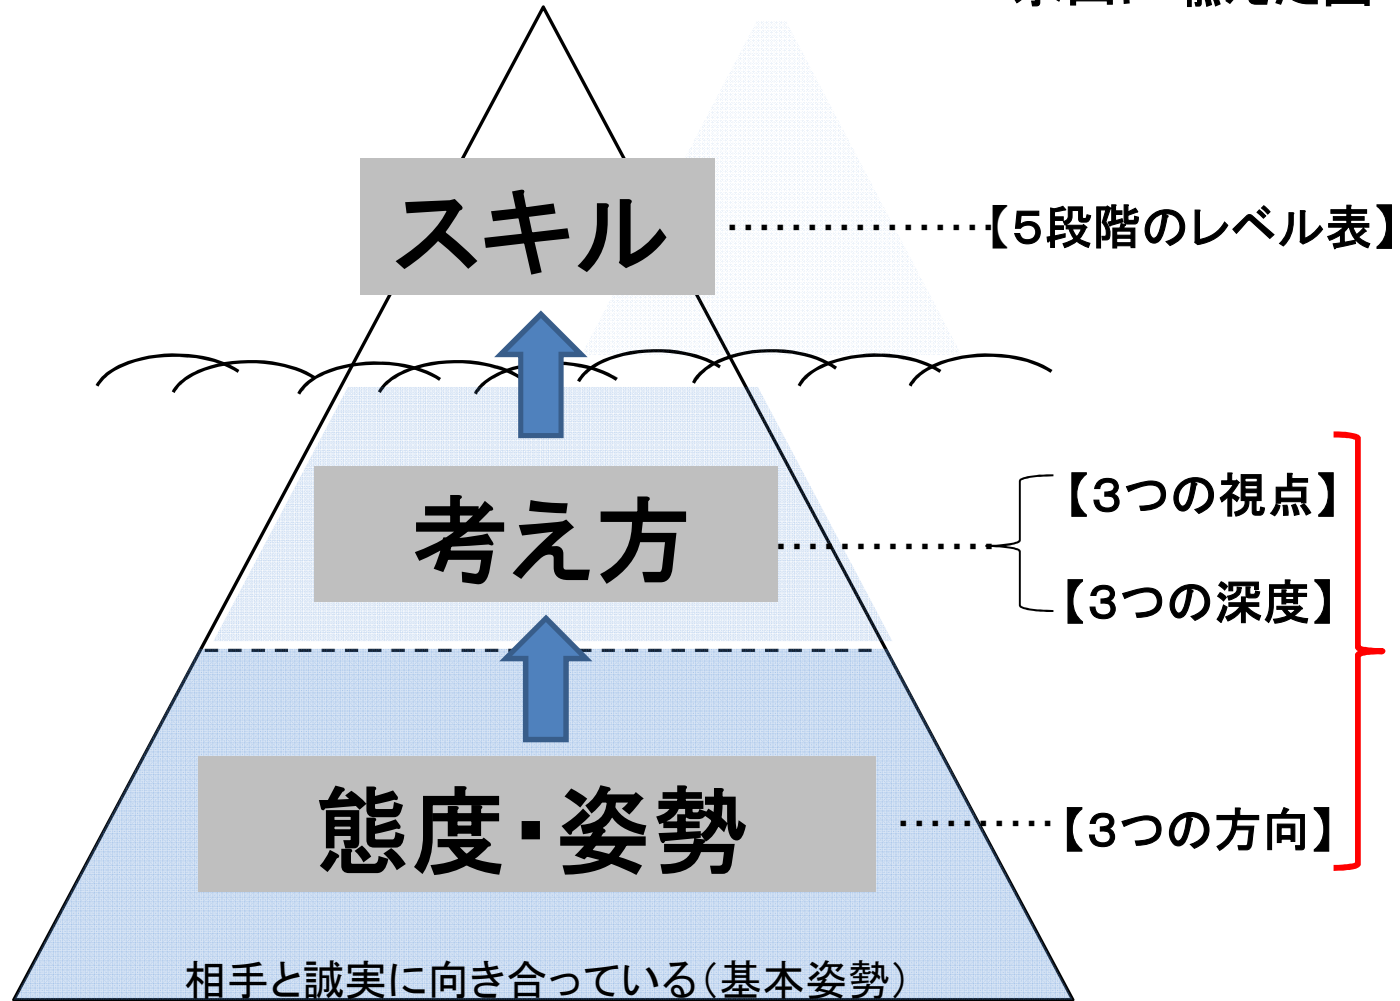 スキル
【５段階のレベル表】
考え方
【３つの視点】
【３つの深度】
態度・姿勢
【３つの方向】
相手と誠実に向き合っている（基本姿勢）